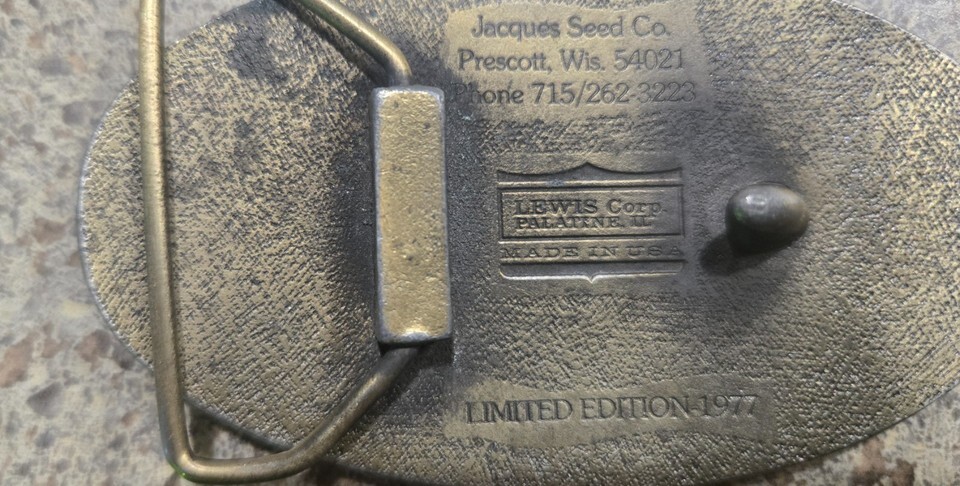 Jacques Seed Co.
Prescott, Wis. 54021
Phone 715/262-3223
LEWIS Corp
PALATINE IL
MADE IN US
LIMITED EDITION-1977